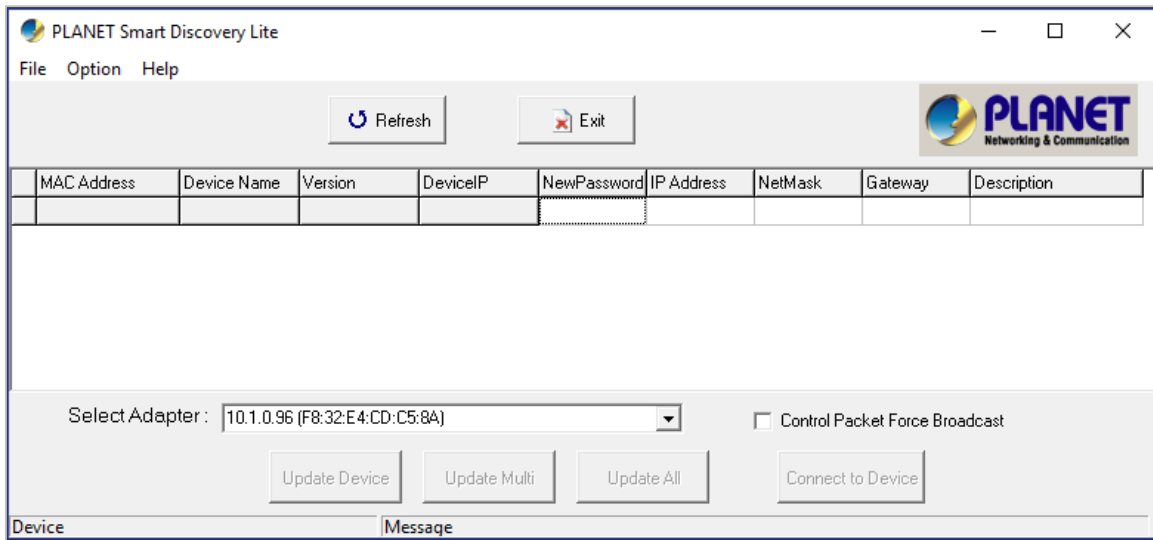 PLANET Smart Discovery Lite
File Option Help
Refresh Exit
PLANET
Networking & Communication
MAC Address Device Name Version DeviceIP NewPassword IP Address NetMask Gateway Description
Select Adapter : 10.1.0.96 (F8:32:E4:CD:C5:8A) Control Packet Force Broadcast
Update Device Update Multi Update All Connect to Device
Device Message